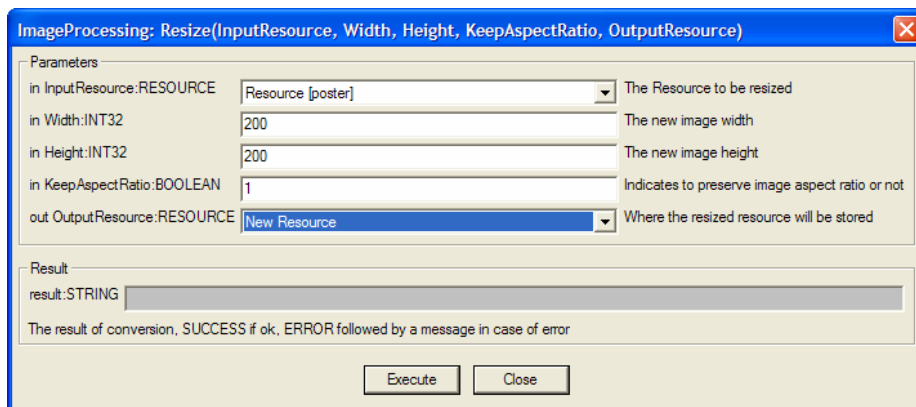 ImageProcessing: Resize(InputResource, Width, Height, KeepAspectRatio, OutputResource)
Parameters
in InputResource:RESOURCE Resource [poster] The Resource to be resized
in Width:INT32 200 The new image width
in Height:INT32 200 The new image height
in KeepAspectRatio:BOOLEAN 1 Indicates to preserve image aspect ratio or not
out OutputResource:RESOURCE New Resource Where the resized resource will be stored
Result
result:STRING
The result of conversion, SUCCESS if ok, ERROR followed by a message in case of error
Execute Close